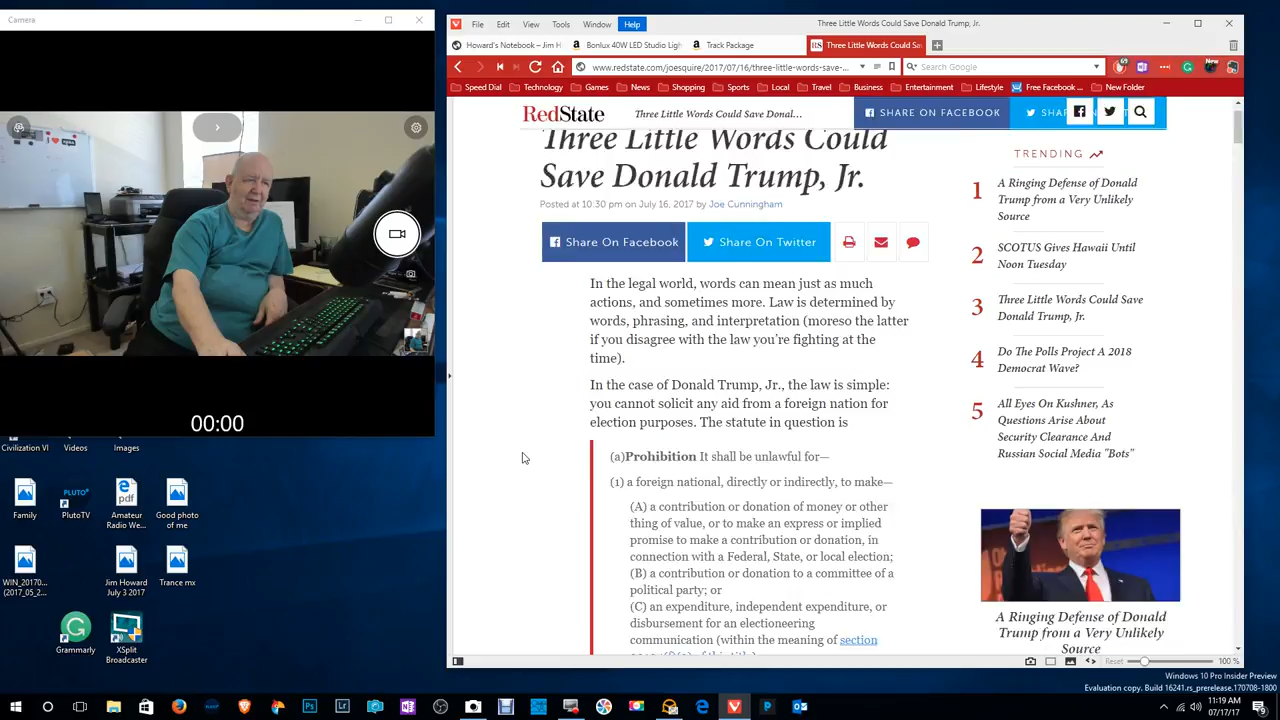 Camera
00:00
Civilization VI
Videos
Images
Family
PlutoTV
Amateur
Radio We...
Good photo
of me
WIN_20170...
(2017_05_2...
Jim Howard
July 3 2017
Trance mx
Grammarly
XSplit
Broadcaster
File Edit View Tools Window Help
Three Little Words Could Save Donald Trump, Jr.
Howard's Notebook – Jim H
Bonlux 40W LED Studio Ligh
Track Package
Three Little Words Could Sa
www.redstate.com/joesquire/2017/07/16/three-little-words-save-...
Search Google
Speed Dial Technology Games News Shopping Sports Local Travel Business Entertainment Lifestyle Free Facebook ... New Folder
RedState
Three Little Words Could Save Donal...
SHARE ON FACEBOOK
Three Little Words Could
Save Donald Trump, Jr.
Posted at 10:30 pm on July 16, 2017 by Joe Cunningham
Share On Facebook
Share On Twitter
In the legal world, words can mean just as much
actions, and sometimes more. Law is determined by
words, phrasing, and interpretation (moreso the latter
if you disagree with the law you're fighting at the
time).
In the case of Donald Trump, Jr., the law is simple:
you cannot solicit any aid from a foreign nation for
election purposes. The statute in question is
(a)Prohibition It shall be unlawful for—
(1) a foreign national, directly or indirectly, to make—
(A) a contribution or donation of money or other
thing of value, or to make an express or implied
promise to make a contribution or donation, in
connection with a Federal, State, or local election;
(B) a contribution or donation to a committee of a
political party; or
(C) an expenditure, independent expenditure, or
disbursement for an electioneering
communication (within the meaning of section
TRENDING
1 A Ringing Defense of Donald
Trump from a Very Unlikely
Source
2 SCOTUS Gives Hawaii Until
Noon Tuesday
3 Three Little Words Could Save
Donald Trump, Jr.
4 Do The Polls Project A 2018
Democrat Wave?
5 All Eyes On Kushner, As
Questions Arise About
Security Clearance And
Russian Social Media "Bots"
A Ringing Defense of Donald
Trump from a Very Unlikely
Source
Reset
100 %
Windows 10 Pro Insider Preview
Evaluation copy. Build 16241.rs_prerelease.170708-1800
11:19 AM
07/17/17